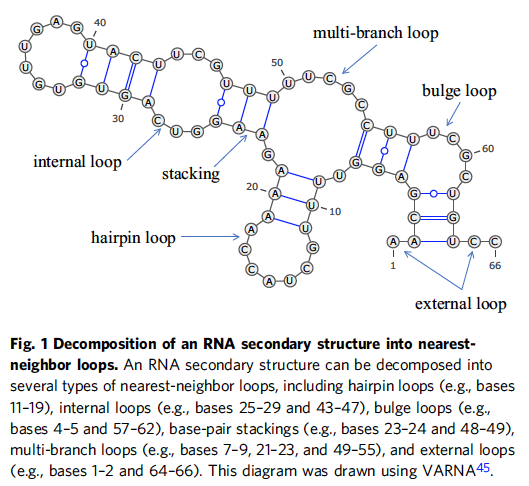 40
G A G U A C U U C G U U U U U C G C C U U U C G C U G U C C
U U U G U G U G A C U G G A A G A A A A C C A U C G U U U U G G A G C A A
50
multi-branch loop
bulge loop
30
60
internal loop
stacking
20
10
hairpin loop
1
66
external loop
Fig. 1 Decomposition of an RNA secondary structure into nearest-
neighbor loops. An RNA secondary structure can be decomposed into
several types of nearest-neighbor loops, including hairpin loops (e.g., bases
11–19), internal loops (e.g., bases 25–29 and 43–47), bulge loops (e.g.,
bases 4–5 and 57–62), base-pair stackings (e.g., bases 23–24 and 48–49),
multi-branch loops (e.g., bases 7–9, 21–23, and 49–55), and external loops
(e.g., bases 1–2 and 64–66). This diagram was drawn using VARNA45.